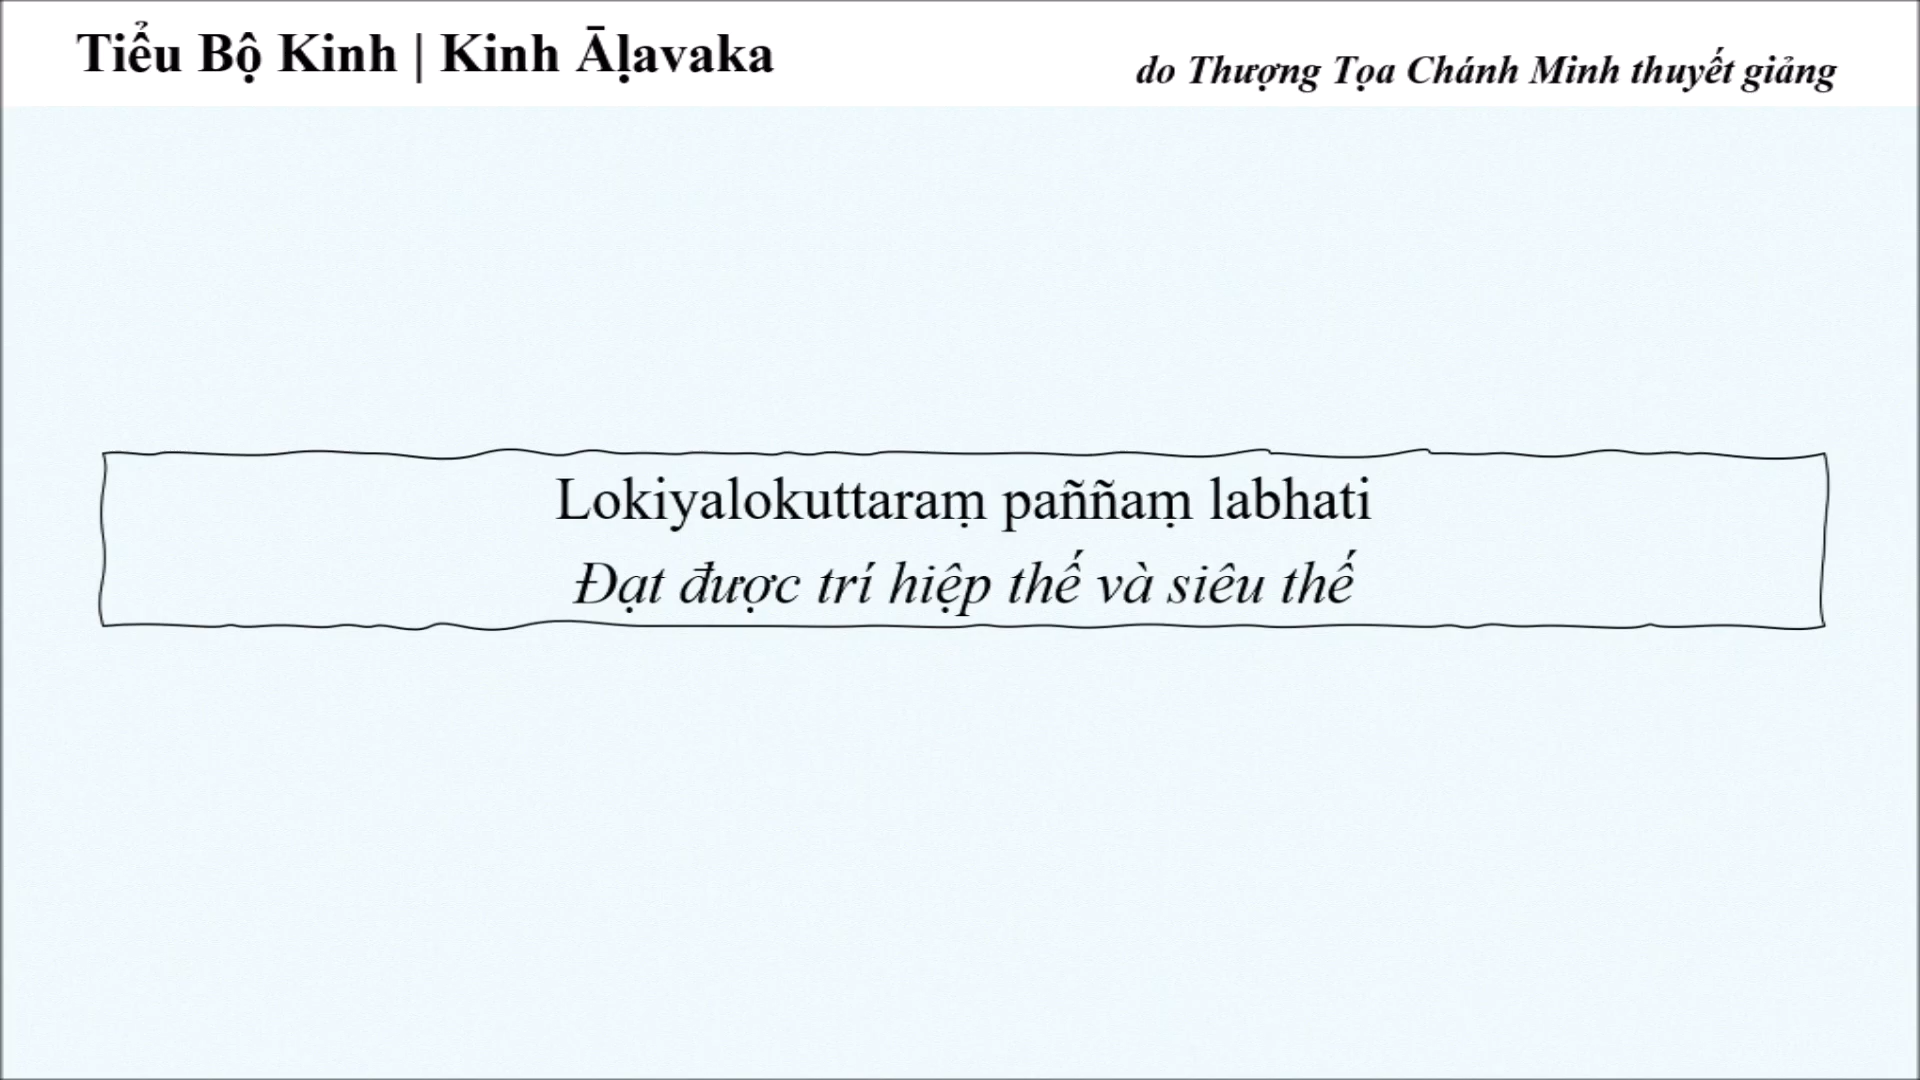 Tiểu Bộ Kinh | Kinh Āḷavaka
do Thượng Tọa Chánh Minh thuyết giảng
Lokiyalokuttaraṃ paññaṃ labhati
Đạt được trí hiệp thế và siêu thế